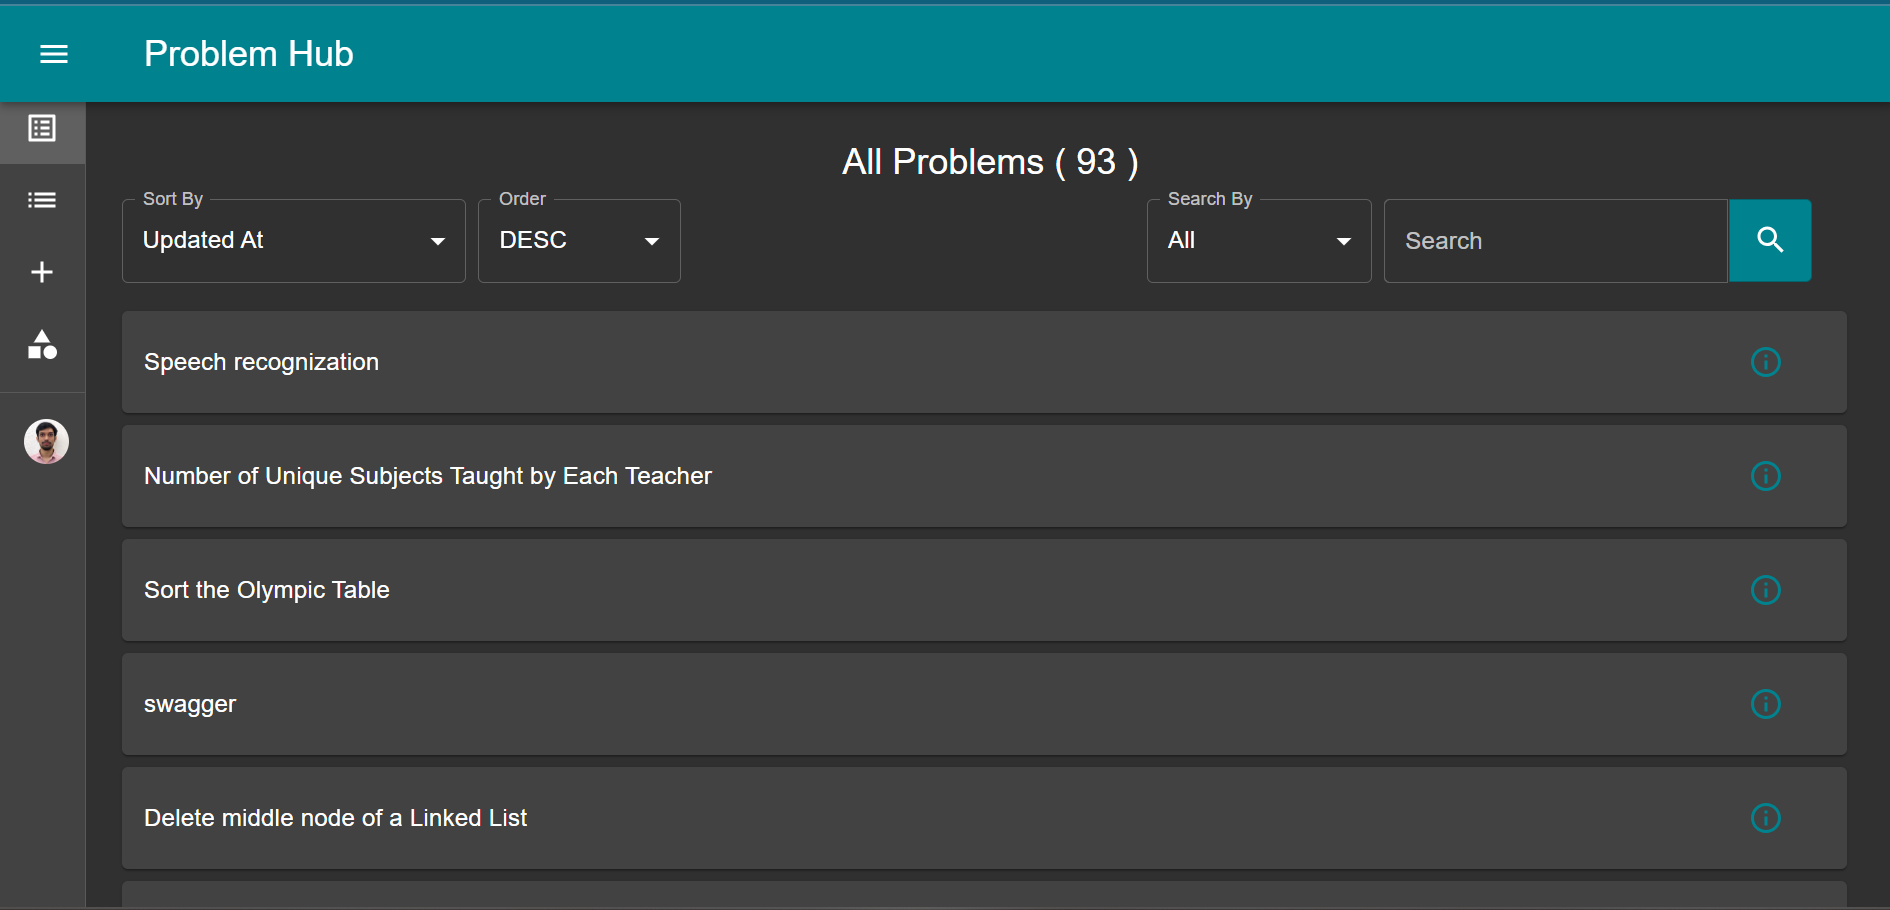 Problem Hub
All Problems ( 93 )
Sort By
Updated At
Order
DESC
Search By
All
Search
Speech recognization
Number of Unique Subjects Taught by Each Teacher
Sort the Olympic Table
swagger
Delete middle node of a Linked List